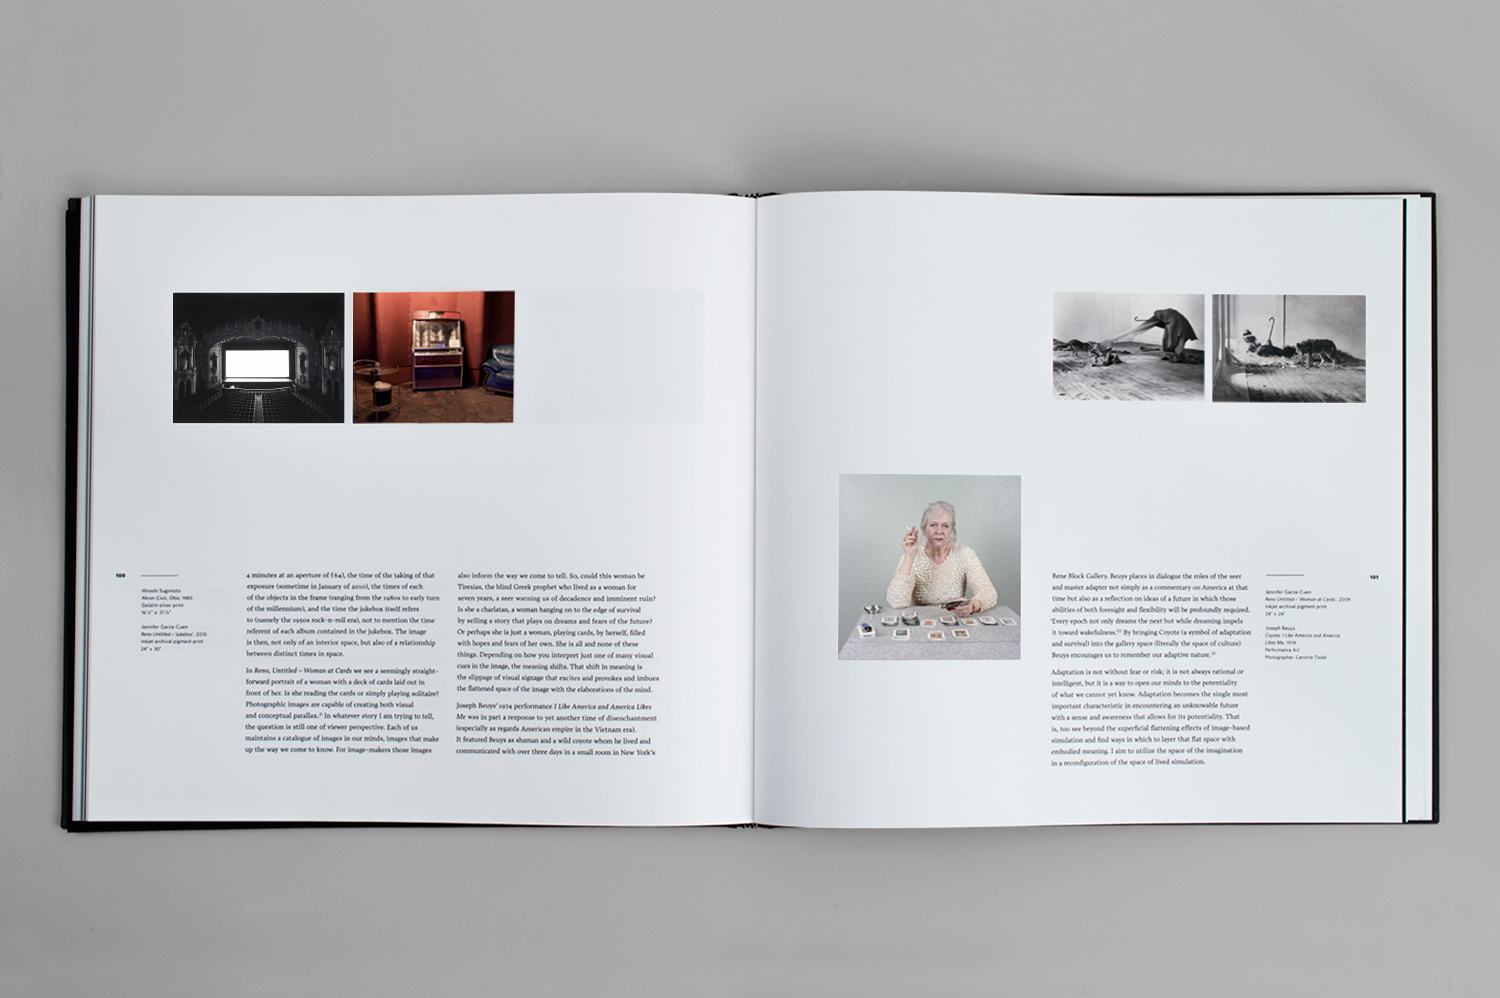 100
Hiroshi Sugimoto
Akron Civic, Ohio, 1980
Gelatin silver print
16 ½" x 21 ¼"
Jennifer Garza-Cuen
Reno Untitled – 'Jukebox', 2010
Inkjet archival pigment print
24" x 30"
4 minutes at an aperture of f 64), the time of the taking of that
exposure (sometime in January of 2010), the times of each
of the objects in the frame (ranging from the 1980s to early turn
of the millennium), and the time the jukebox itself refers
to (namely the 1950s rock-n-roll era), not to mention the time
referent of each album contained in the jukebox. The image
is then, not only of an interior space, but also of a relationship
between distinct times in space.
In Reno, Untitled – Woman at Cards we see a seemingly straight-
forward portrait of a woman with a deck of cards laid out in
front of her. Is she reading the cards or simply playing solitaire?
Photographic images are capable of creating both visual
and conceptual parallax. In whatever story I am trying to tell,
the question is still one of viewer perspective. Each of us
maintains a catalogue of images in our minds, images that make
up the way we come to know. For image-makers those images
also inform the way we come to tell. So, could this woman be
Tiresias, the blind Greek prophet who lived as a woman for
seven years, a seer warning us of decadence and imminent ruin?
Is she a charlatan, a woman hanging on to the edge of survival
by selling a story that plays on dreams and fears of the future?
Or perhaps she is just a woman, playing cards, by herself, filled
with hopes and fears of her own. She is all and none of these
things. Depending on how you interpret just one of many visual
cues in the image, the meaning shifts. That shift in meaning is
the slippage of visual signage that excites and provokes and imbues
the flattened space of the image with the elaborations of the mind.
Joseph Beuys' 1974 performance I Like America and America Likes
Me was in part a response to yet another time of disenchantment
(especially as regards American empire in the Vietnam era).
It featured Beuys as shaman and a wild coyote whom he lived and
communicated with over three days in a small room in New York's
Rene Block Gallery. Beuys places in dialogue the roles of the seer
and master adapter not simply as a commentary on America at that
time but also as a reflection on ideas of a future in which those
abilities of both foresight and flexibility will be profoundly required.
'Every epoch not only dreams the next but while dreaming impels
it toward wakefulness.' By bringing Coyote (a symbol of adaptation
and survival) into the gallery space (literally the space of culture)
Beuys encourages us to remember our adaptive nature.
Adaptation is not without fear or risk; it is not always rational or
intelligent, but it is a way to open our minds to the potentiality
of what we cannot yet know. Adaptation becomes the single most
important characteristic in encountering an unknowable future
with a sense and awareness that allows for its potentiality. That
is, too see beyond the superficial flattening effects of image-based
simulation and find ways in which to layer that flat space with
embodied meaning. I aim to utilize the space of the imagination
in a reconfiguration of the space of lived simulation.
101
Jennifer Garza-Cuen
Reno Untitled – 'Woman at Cards', 2009
Inkjet archival pigment print
24" x 24"
Joseph Beuys
Coyote: I Like America and America
Likes Me, 1974
Performance Art
Photographer: Caroline Tisdal